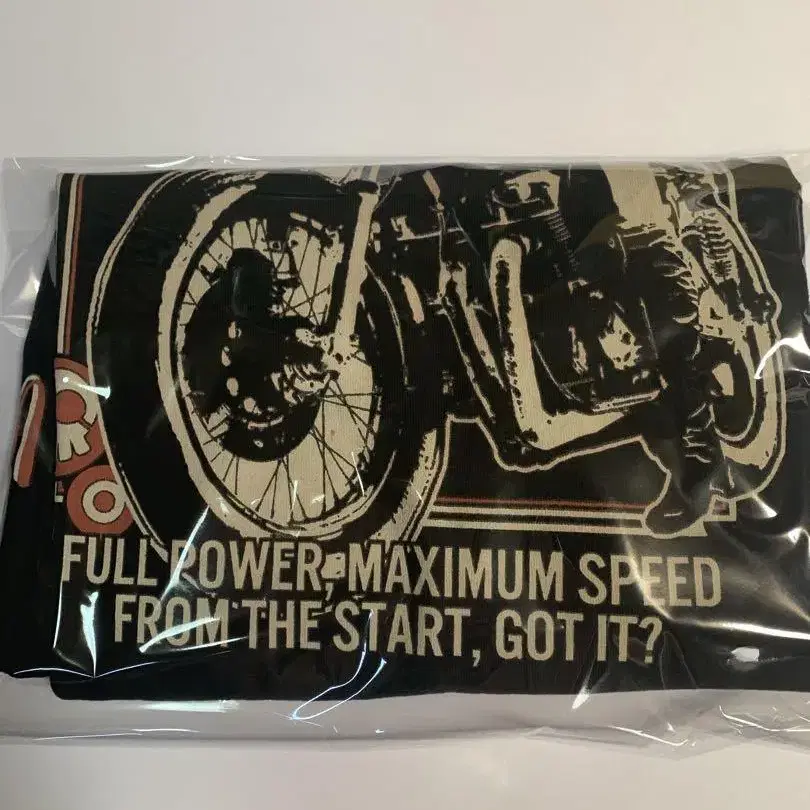 FULL POWER, MAXIMUM SPEED
FROM THE START, GOT IT?